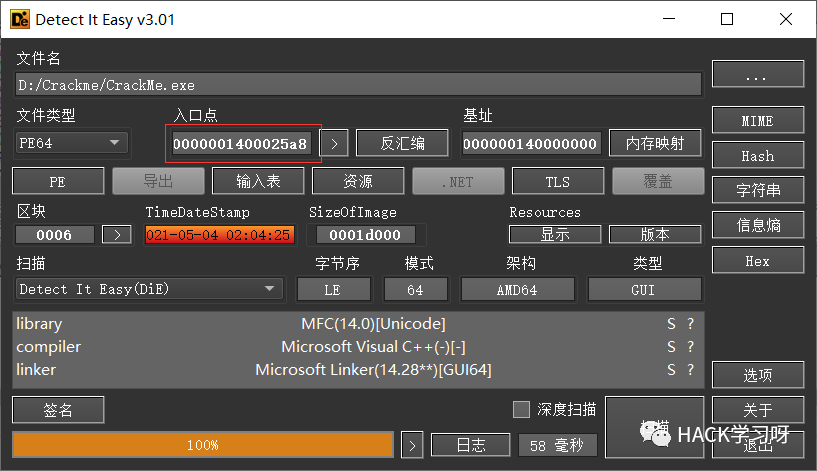 Detect It Easy v3.01
文件名
D:/Crackme/CrackMe.exe
...
文件类型 入口点 基址
PE64 0000001400025a8 > 反汇编 000000140000000 内存映射
MIME
PE 导出 输入表 资源 .NET TLS 覆盖
Hash
字符串
区块 TimeDateStamp SizeOfImage Resources
0006 > 021-05-04 02:04:25 0001d000 显示 版本
信息熵
扫描 字节序 模式 架构 类型
Hex
Detect It Easy(DiE) LE 64 AMD64 GUI
library MFC(14.0)[Unicode] S ?
compiler Microsoft Visual C++(-)[-] S ?
linker Microsoft Linker(14.28**)[GUI64] S ?
选项
签名 深度扫描 扫描 关于
100% > 日志 58 毫秒 退出
HACK学习呀